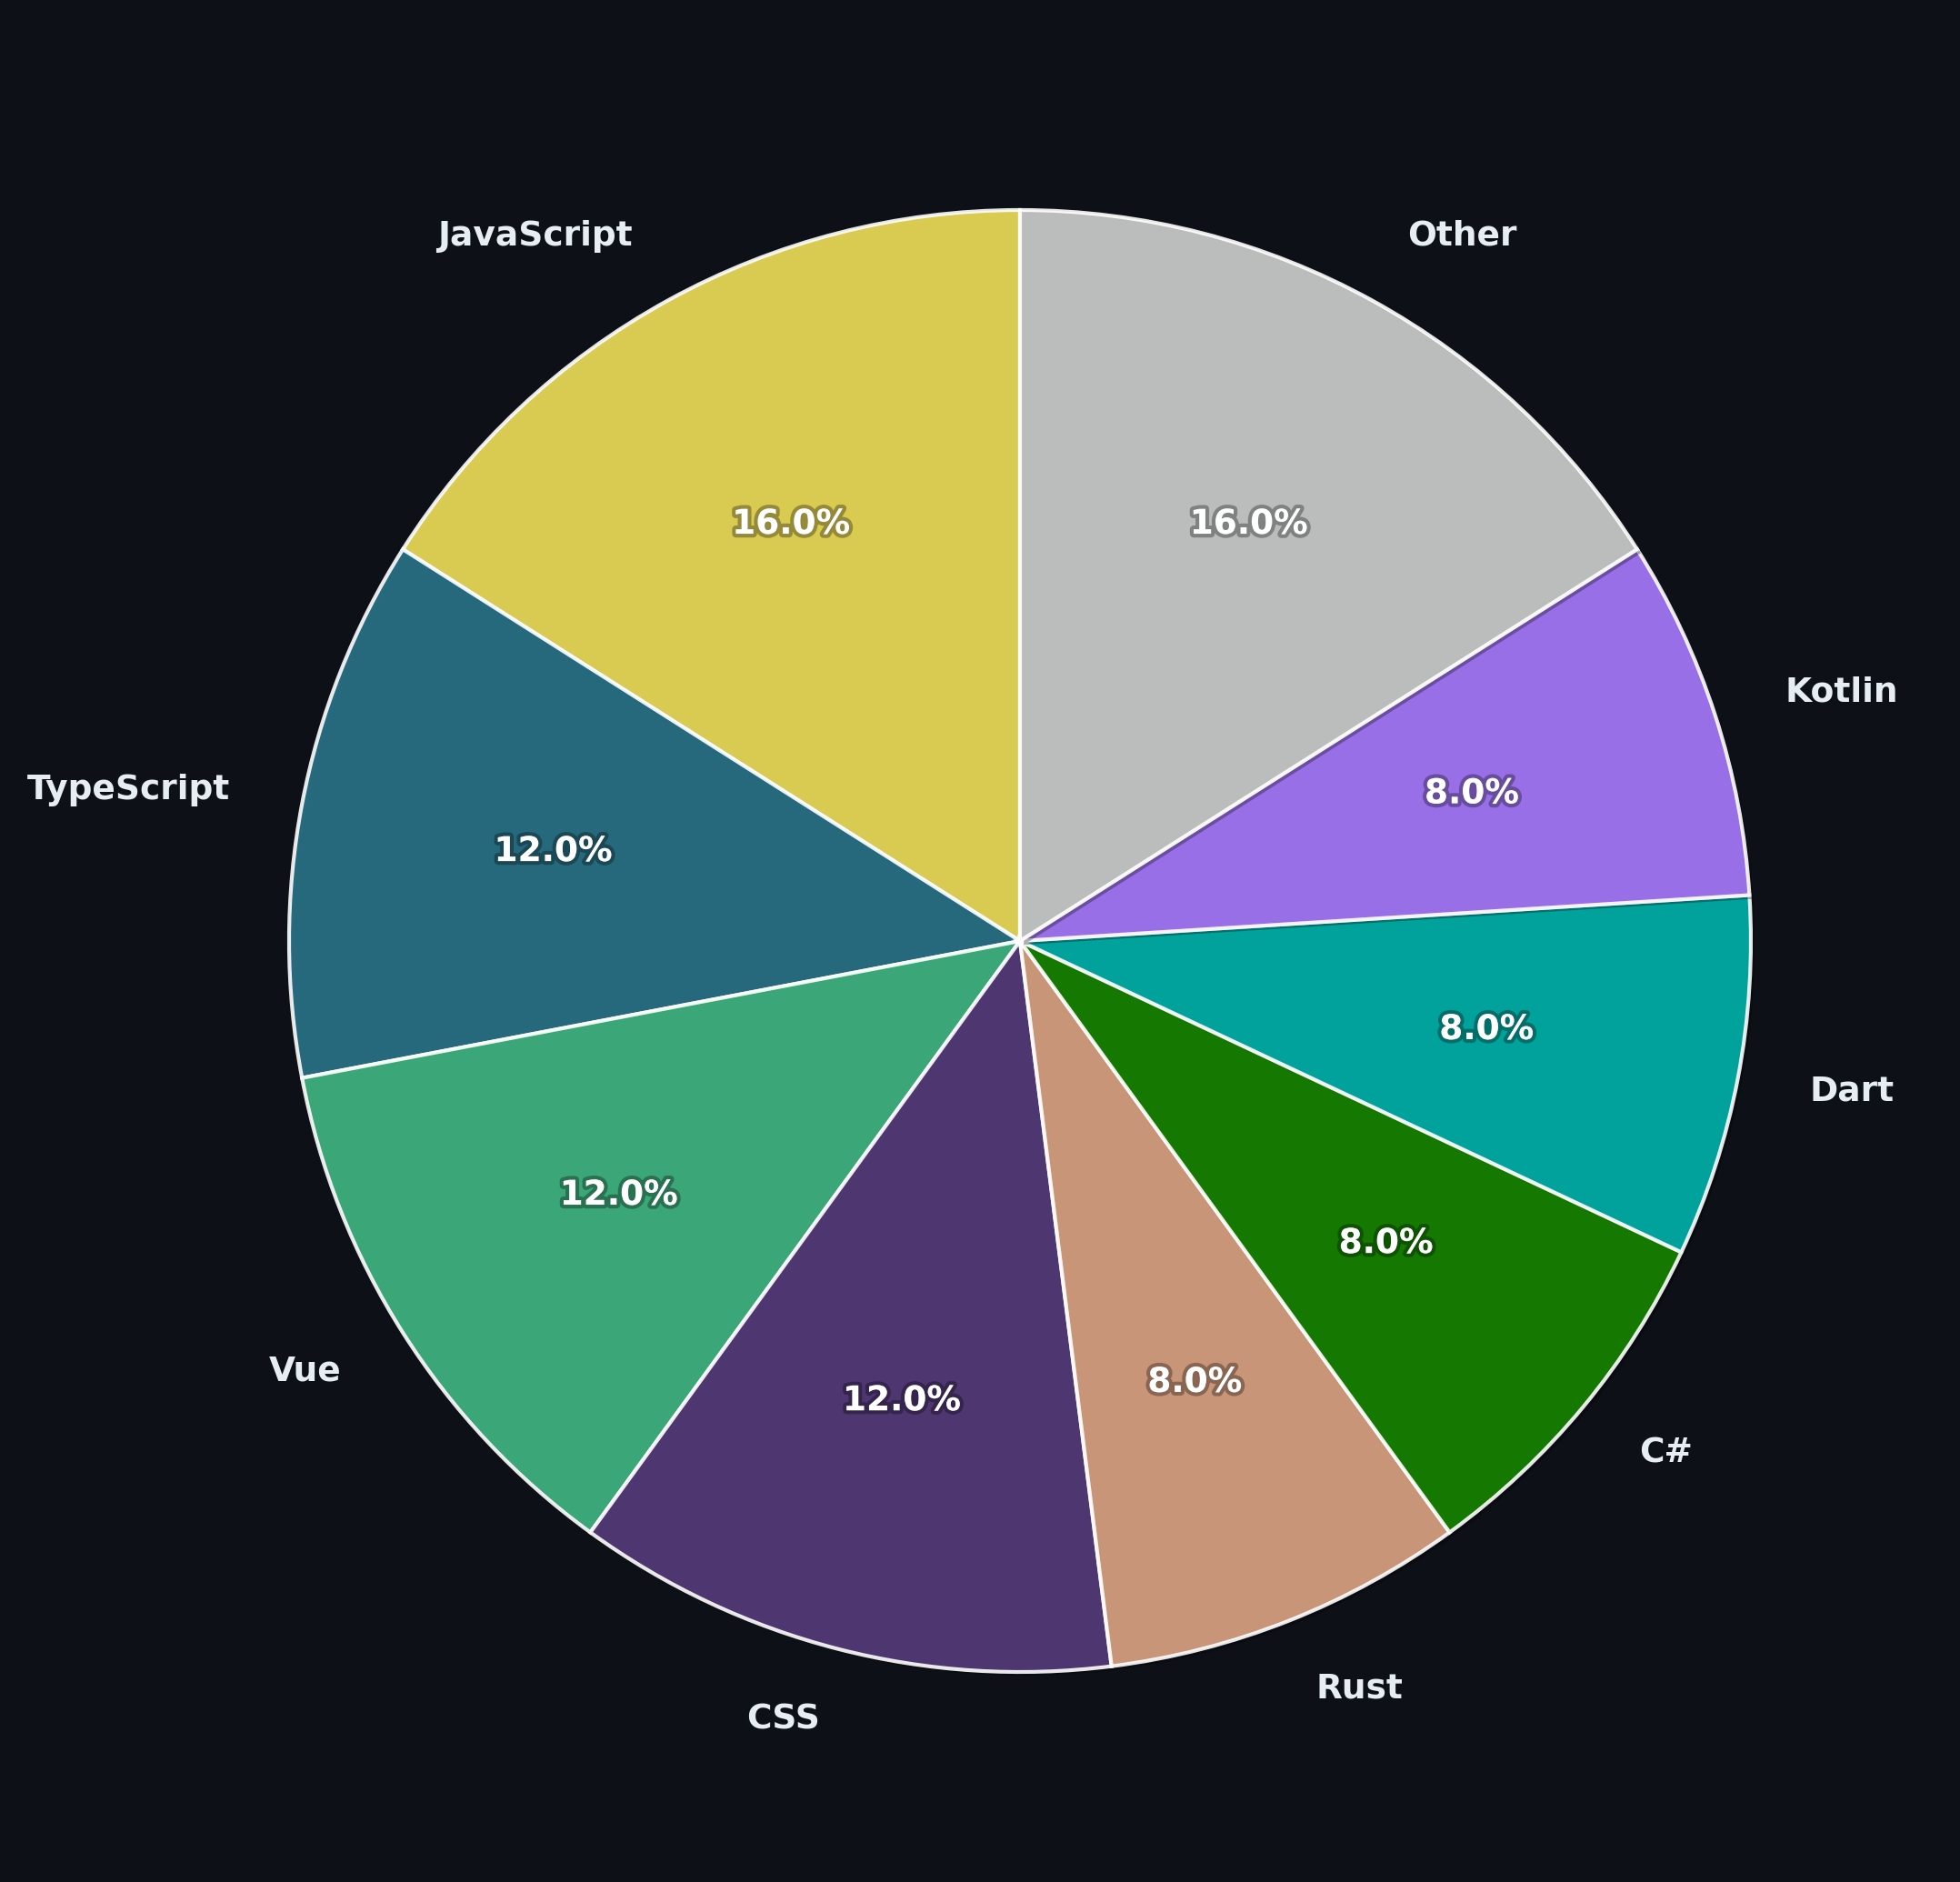 JavaScript
Other
16.0%
16.0%
Kotlin
TypeScript
8.0%
12.0%
8.0%
Dart
12.0%
8.0%
Vue
8.0%
12.0%
C#
Rust
CSS